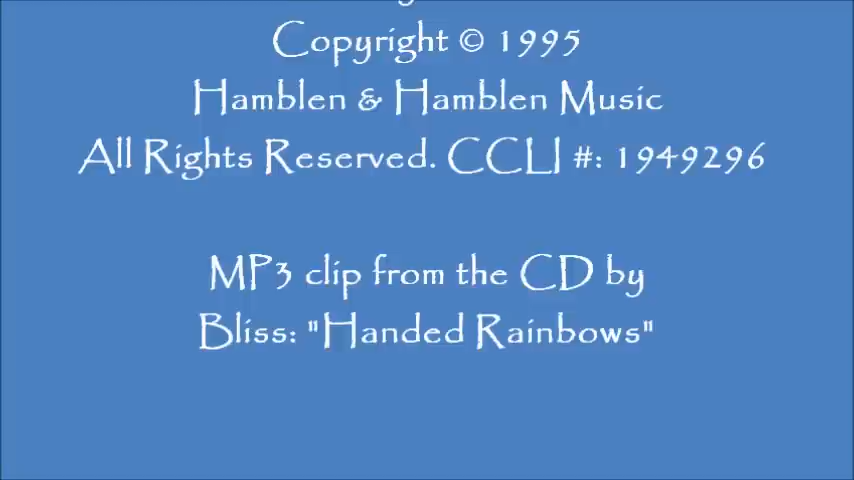 Copyright © 1995
Hamblen & Hamblen Music
All Rights Reserved. CCLI #: 1949296
MP3 clip from the CD by
Bliss: "Handed Rainbows"